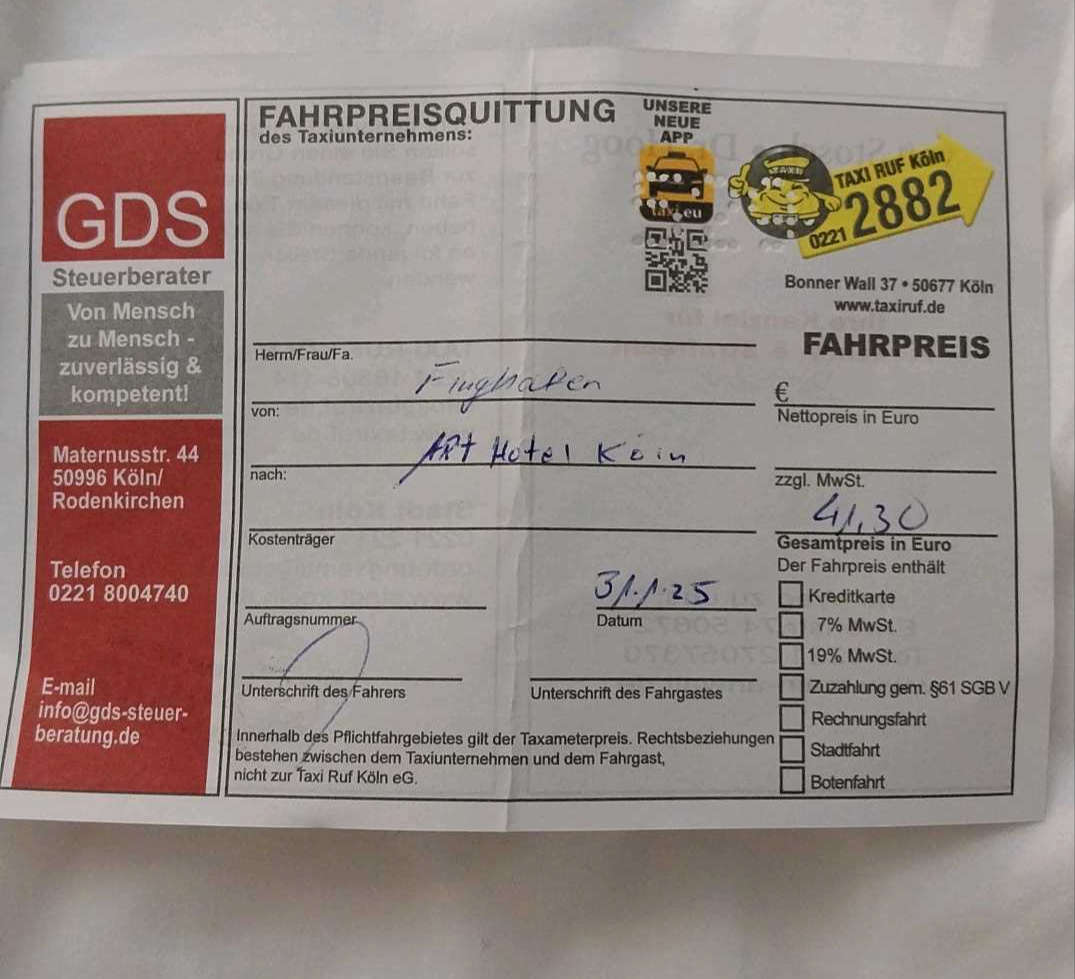 GDS
Steuerberater
Von Mensch
zu Mensch -
zuverlässig &
kompetent!
Maternusstr. 44
50996 Köln/
Rodenkirchen
Telefon
0221 8004740
E-mail
info@gds-steuer-
beratung.de
FAHRPREISQUITTUNG
des Taxiunternehmens:
UNSERE
NEUE
APP
taxi.eu
TAXI RUF Köln
0221 2882
Bonner Wall 37 • 50677 Köln
www.taxiruf.de
FAHRPREIS
Herrn/Frau/Fa.
Flughafen
von:
ARt Hotel Köln
nach:
Kostenträger
€
Nettopreis in Euro
zzgl. MwSt.
41,30
Gesamtpreis in Euro
Der Fahrpreis enthält
Kreditkarte
7% MwSt.
19% MwSt.
Zuzahlung gem. §61 SGB V
Rechnungsfahrt
Stadtfahrt
Botenfahrt
31.1.25
Auftragsnummer
Datum
Unterschrift des Fahrers
Unterschrift des Fahrgastes
Innerhalb des Pflichtfahrgebietes gilt der Taxameterpreis. Rechtsbeziehungen
bestehen zwischen dem Taxiunternehmen und dem Fahrgast,
nicht zur Taxi Ruf Köln eG.